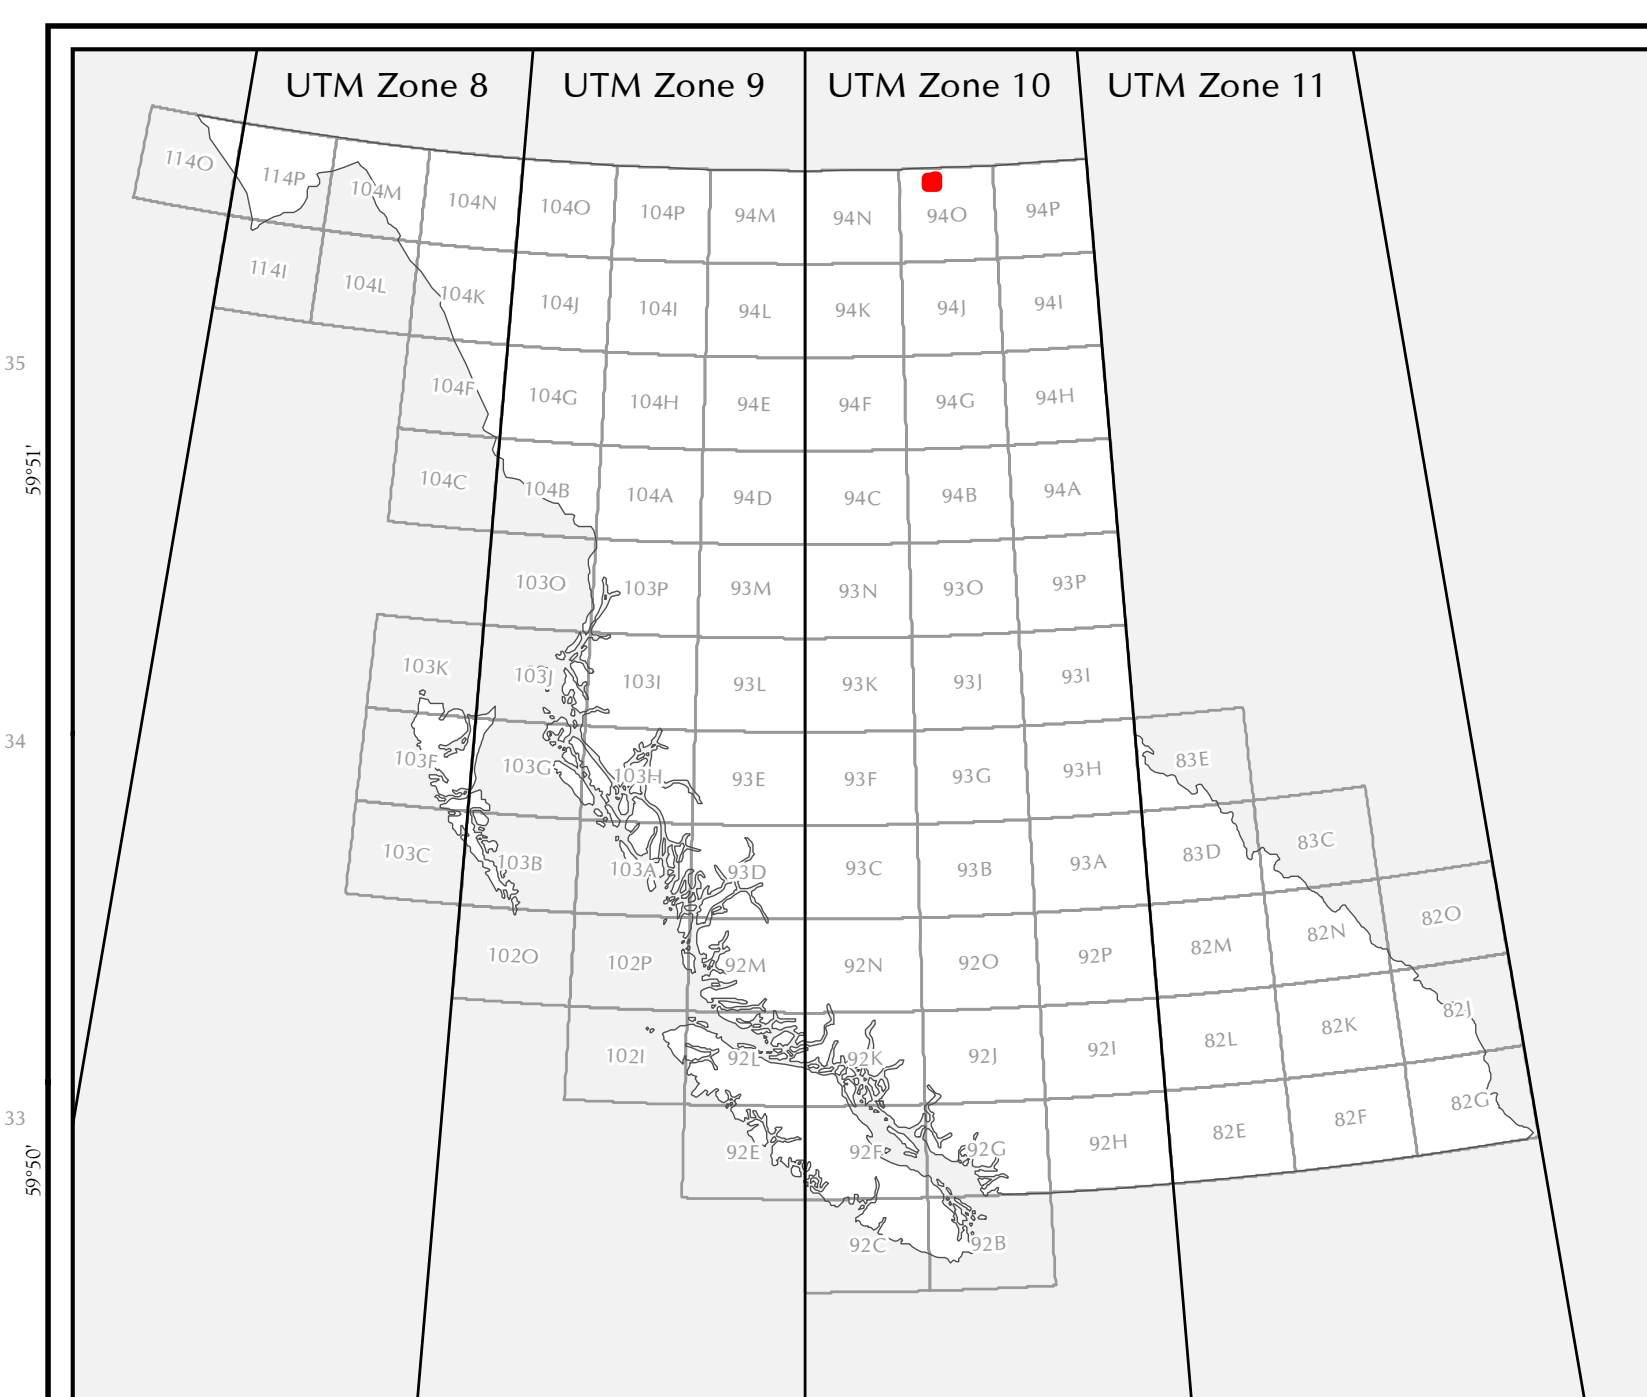 UTM Zone 8 UTM Zone 9 UTM Zone 10 UTM Zone 11
114O 114P 104M 104N 104O 104P 94M 94N 94O 94P
114I 104L 104K 104J 104I 94L 94K 94J 94I
35
104F 104G 104H 94E 94F 94G 94H
59°51'
104C 104B 104A 94D 94C 94B 94A
103O 103P 93M 93N 93O 93P
103K 103J 103I 93L 93K 93J 93I
34
103F 103G 103H 93E 93F 93G 93H 83E
103C 103B 103A 93D 93C 93B 93A 83D 83C
102O 102P 92M 92N 92O 92P 82M 82N 82O
102I 92L 92K 92J 92I 82L 82K 82J
33
59°50'
92E 92F 92G 92H 82E 82F 82G
92C 92B